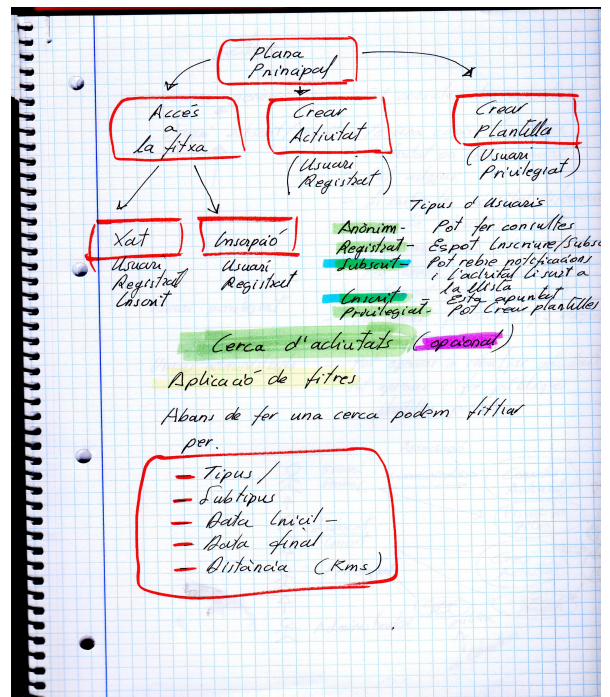 Plana
Principal
Accés
a
la fitxa
Crear
Activitat
(Usuari
Registrat)
Crear
Plantilla
(Usuari
Privilegiat)
Xat
Usuari
Registrat
Inscrit
Inscripció
Usuari
Registrat
Tipus d'Usuaris
Anònim - Pot fer consultes
Registrat - Es pot Inscriure/Subsc
Subscrit - Pot rebre notificacions
i l'activitat li surt a
la llista
Inscrit Esta apuntat
Privilegiat - Pot Crear plantilles
Cerca d'activitats (opcional)
Aplicació de filtres
Abans de fer una cerca podem filtrar
per.
- Tipus /
- Subtipus
- Data Inicil -
- Data final
- Distància (Kms)